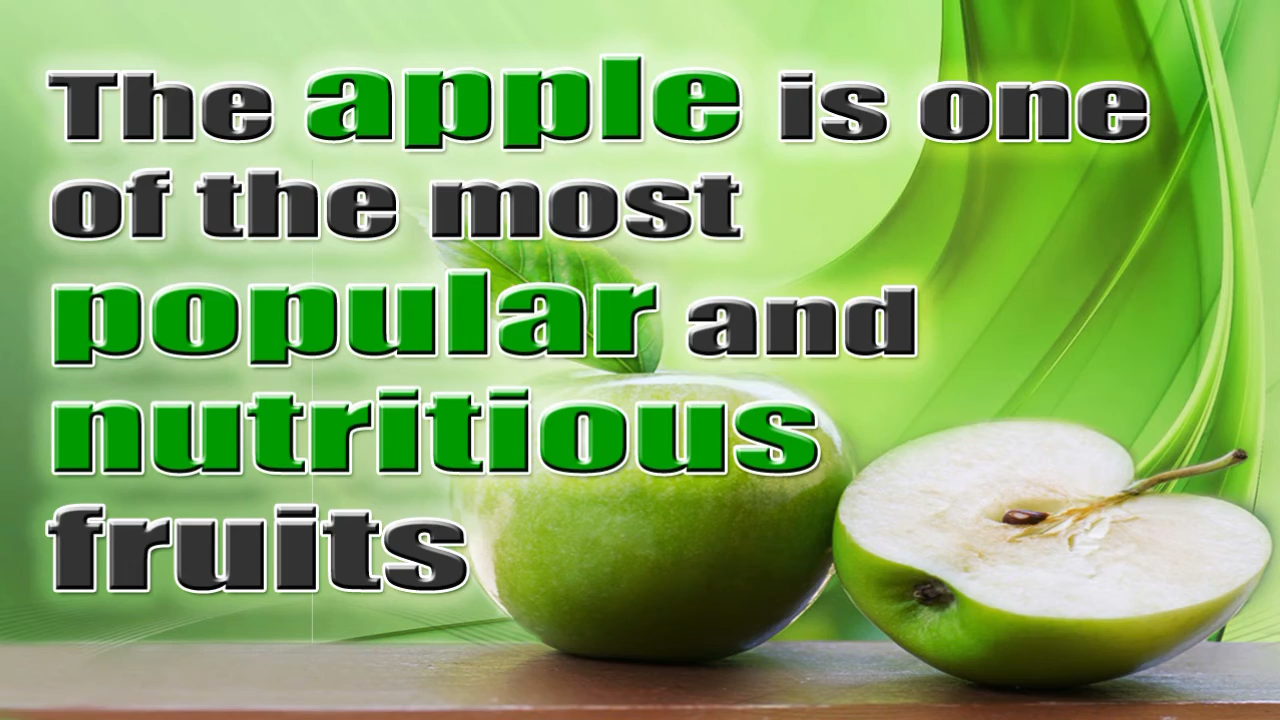 The apple is one
of the most
popular and
nutritious
fruits